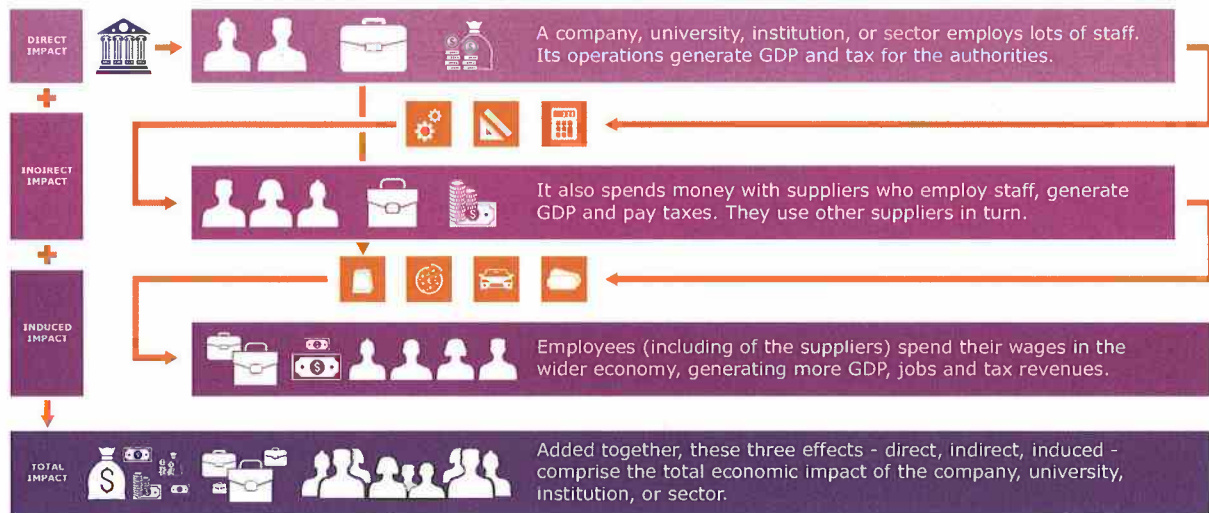 DIRECT
IMPACT
A company, university, institution, or sector employs lots of staff.
Its operations generate GDP and tax for the authorities.
INDIRECT
IMPACT
It also spends money with suppliers who employ staff, generate
GDP and pay taxes. They use other suppliers in turn.
INDUCED
IMPACT
Employees (including of the suppliers) spend their wages in the
wider economy, generating more GDP, jobs and tax revenues.
TOTAL
IMPACT
Added together, these three effects - direct, indirect, induced -
comprise the total economic impact of the company, university,
institution, or sector.